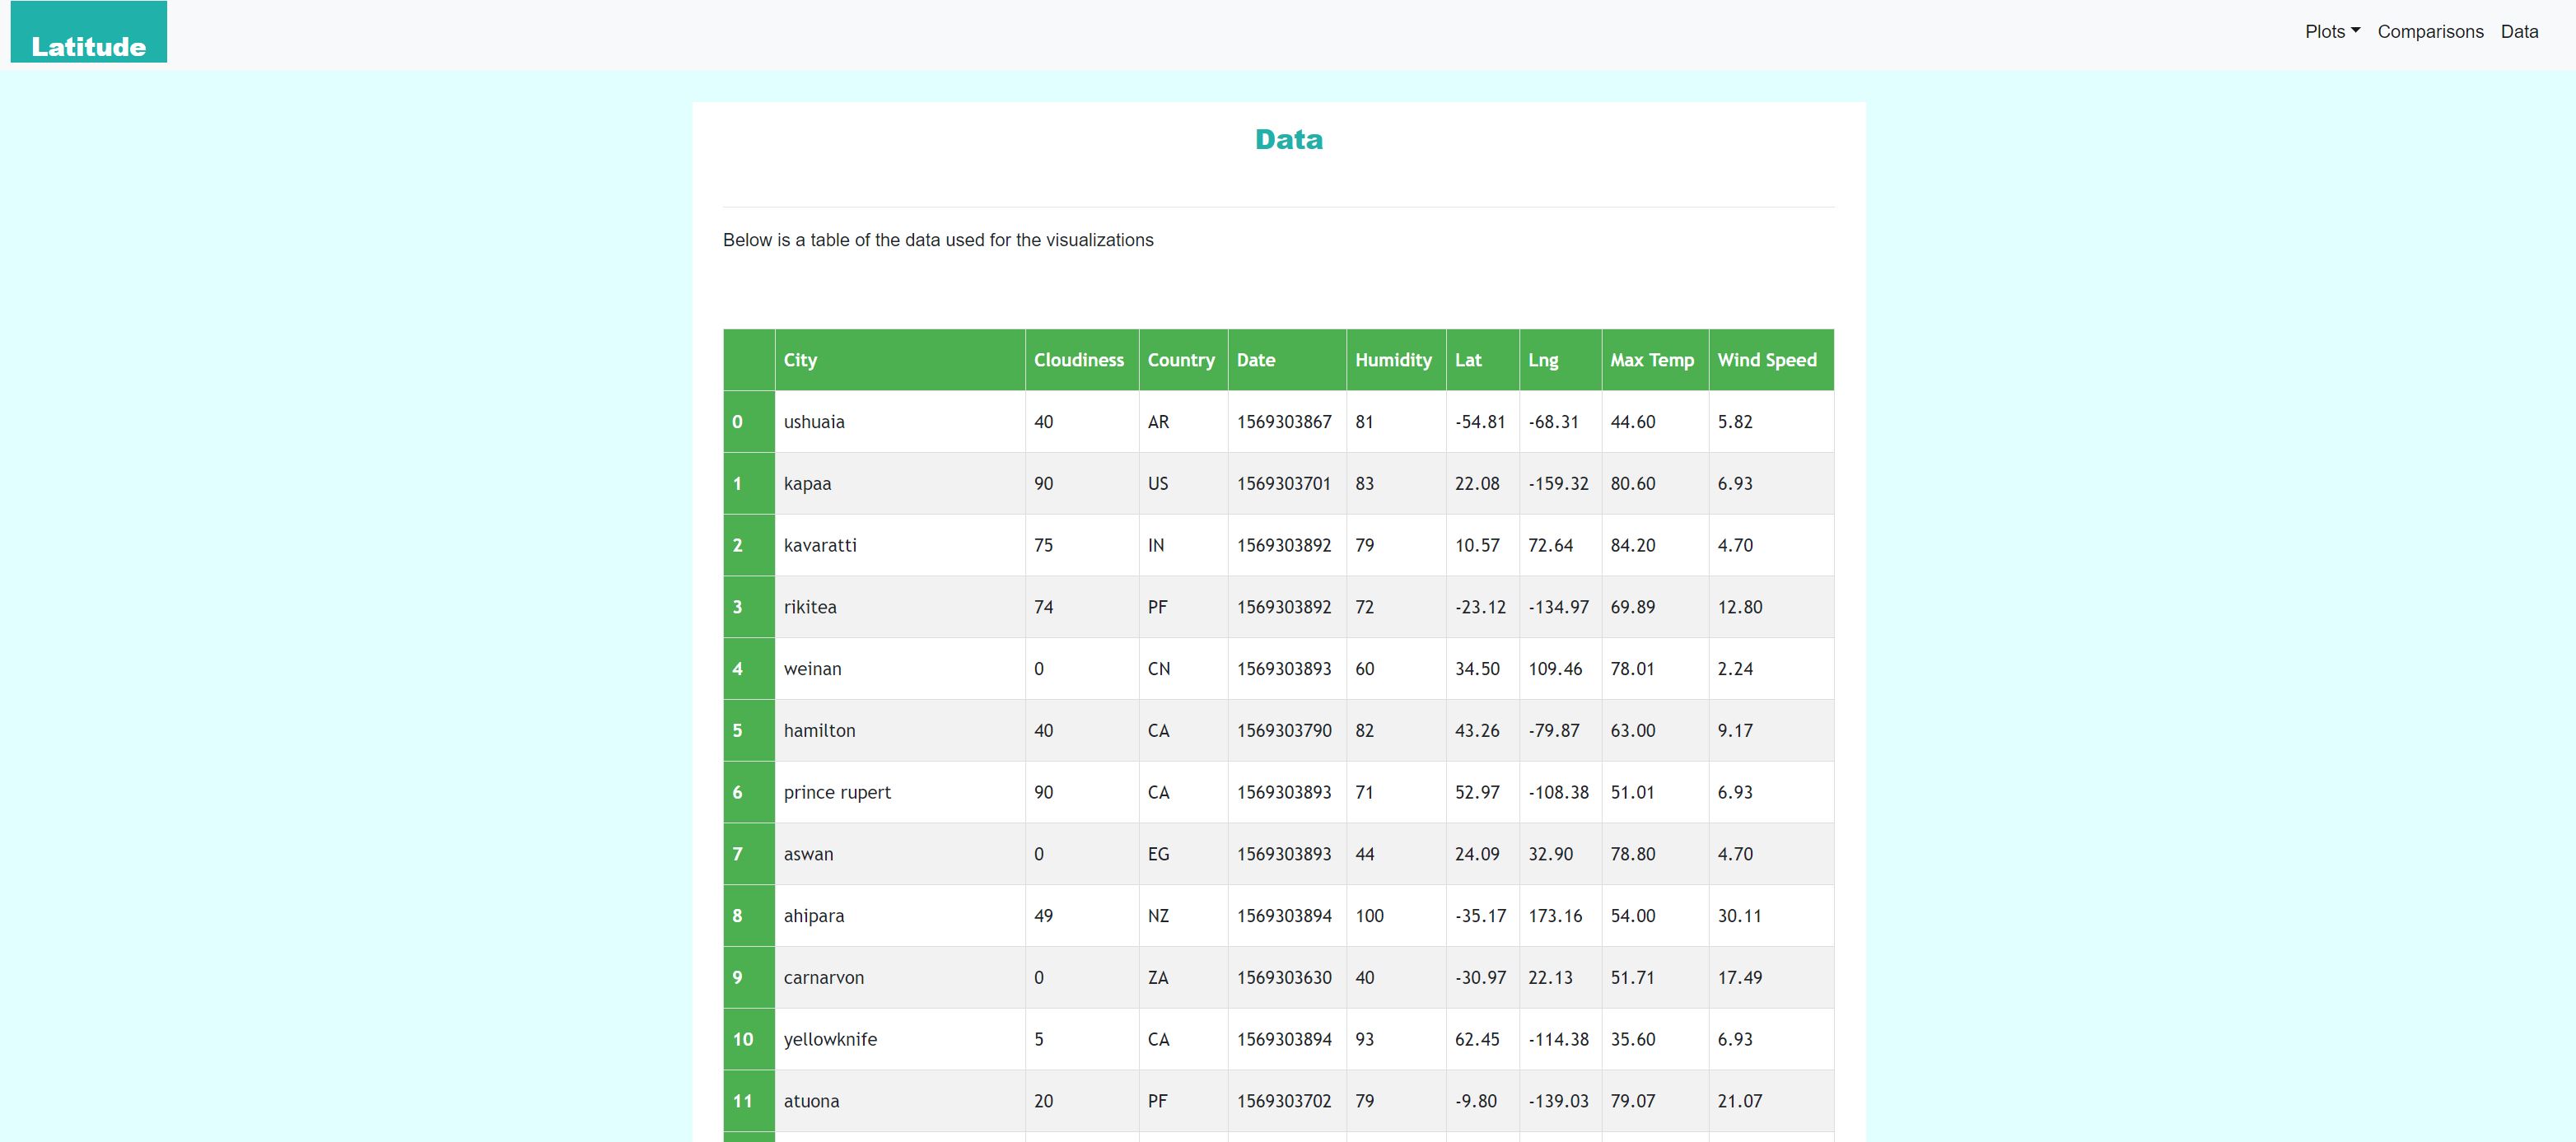 Latitude
Plots Comparisons Data
Data
Below is a table of the data used for the visualizations
City Cloudiness Country Date Humidity Lat Lng Max Temp Wind Speed
0 ushuaia 40 AR 1569303867 81 -54.81 -68.31 44.60 5.82
1 kapaa 90 US 1569303701 83 22.08 -159.32 80.60 6.93
2 kavaratti 75 IN 1569303892 79 10.57 72.64 84.20 4.70
3 rikitea 74 PF 1569303892 72 -23.12 -134.97 69.89 12.80
4 weinan 0 CN 1569303893 60 34.50 109.46 78.01 2.24
5 hamilton 40 CA 1569303790 82 43.26 -79.87 63.00 9.17
6 prince rupert 90 CA 1569303893 71 52.97 -108.38 51.01 6.93
7 aswan 0 EG 1569303893 44 24.09 32.90 78.80 4.70
8 ahipara 49 NZ 1569303894 100 -35.17 173.16 54.00 30.11
9 carnarvon 0 ZA 1569303630 40 -30.97 22.13 51.71 17.49
10 yellowknife 5 CA 1569303894 93 62.45 -114.38 35.60 6.93
11 atuona 20 PF 1569303702 79 -9.80 -139.03 79.07 21.07